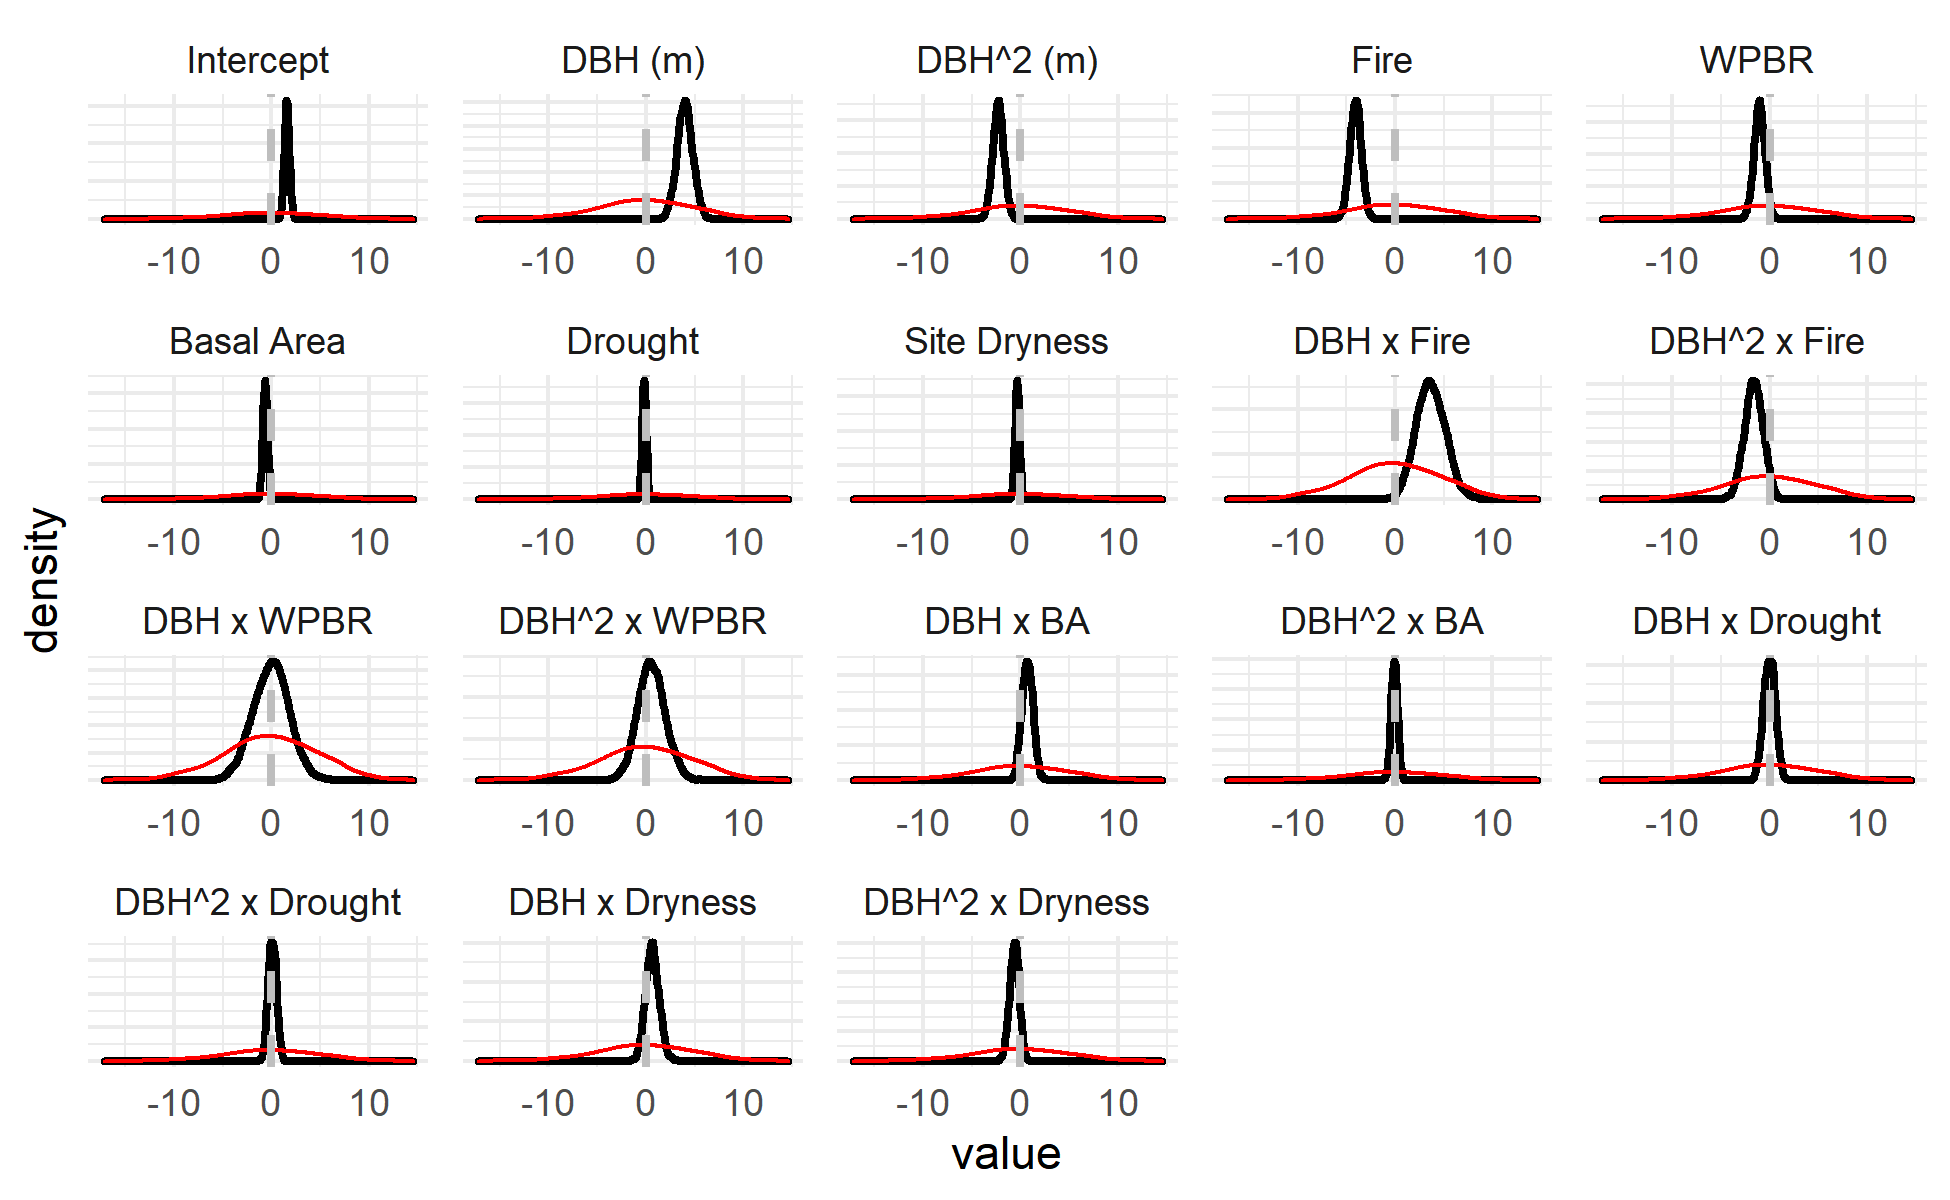 Intercept DBH (m) DBH^2 (m) Fire WPBR
-10 0 10 -10 0 10 -10 0 10 -10 0 10 -10 0 10
Basal Area Drought Site Dryness DBH x Fire DBH^2 x Fire
-10 0 10 -10 0 10 -10 0 10 -10 0 10 -10 0 10
density
DBH x WPBR DBH^2 x WPBR DBH x BA DBH^2 x BA DBH x Drought
-10 0 10 -10 0 10 -10 0 10 -10 0 10 -10 0 10
DBH^2 x Drought DBH x Dryness DBH^2 x Dryness
-10 0 10 -10 0 10 -10 0 10
value